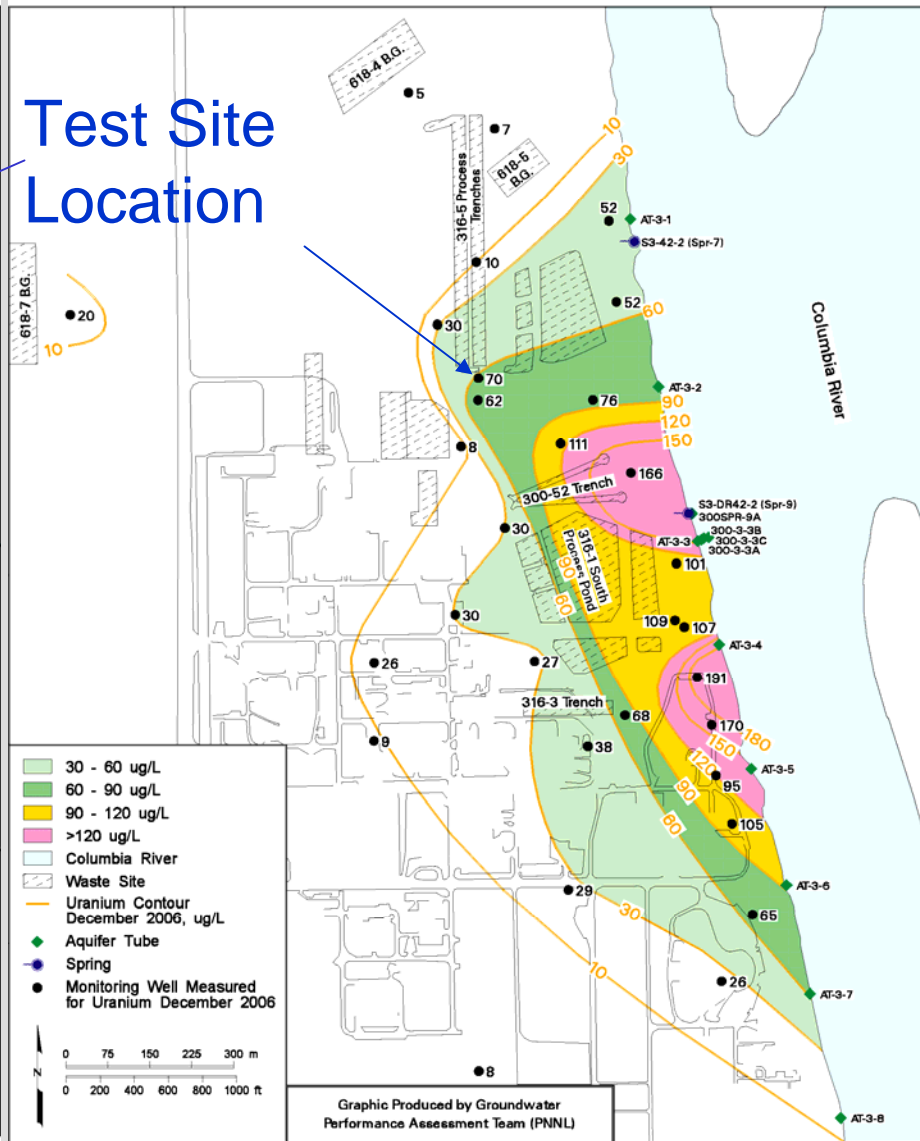 618-4 B.G.
5
Test Site
Location
7
618-5
B.G.
316-5 Process
Trenches
10
30
52
AT-3-1
S3-42-2 (Spr-7)
10
618-7 B.G.
20
10
52
60
30
Columbia River
70
62
76
AT-3-2
90
120
150
111
8
166
300-52 Trench
S3-DR42-2 (Spr-9)
300SPR-9A
300-3-3B
300-3-3C
300-3-3A
AT-3-3
30
316-1 South
Process Pond
90
60
101
109
107
30
AT-3-4
26
27
191
316-3 Trench
68
170
180
150
9
38
120
AT-3-5
95
90
105
60
30 - 60 ug/L
60 - 90 ug/L
90 - 120 ug/L
>120 ug/L
Columbia River
Waste Site
Uranium Contour
December 2006, ug/L
Aquifer Tube
Spring
Monitoring Well Measured
for Uranium December 2006
29
AT-3-6
30
65
10
26
AT-3-7
N
0 75 150 225 300 m
0 200 400 600 800 1000 ft
8
Graphic Produced by Groundwater
Performance Assessment Team (PNNL)
AT-3-8